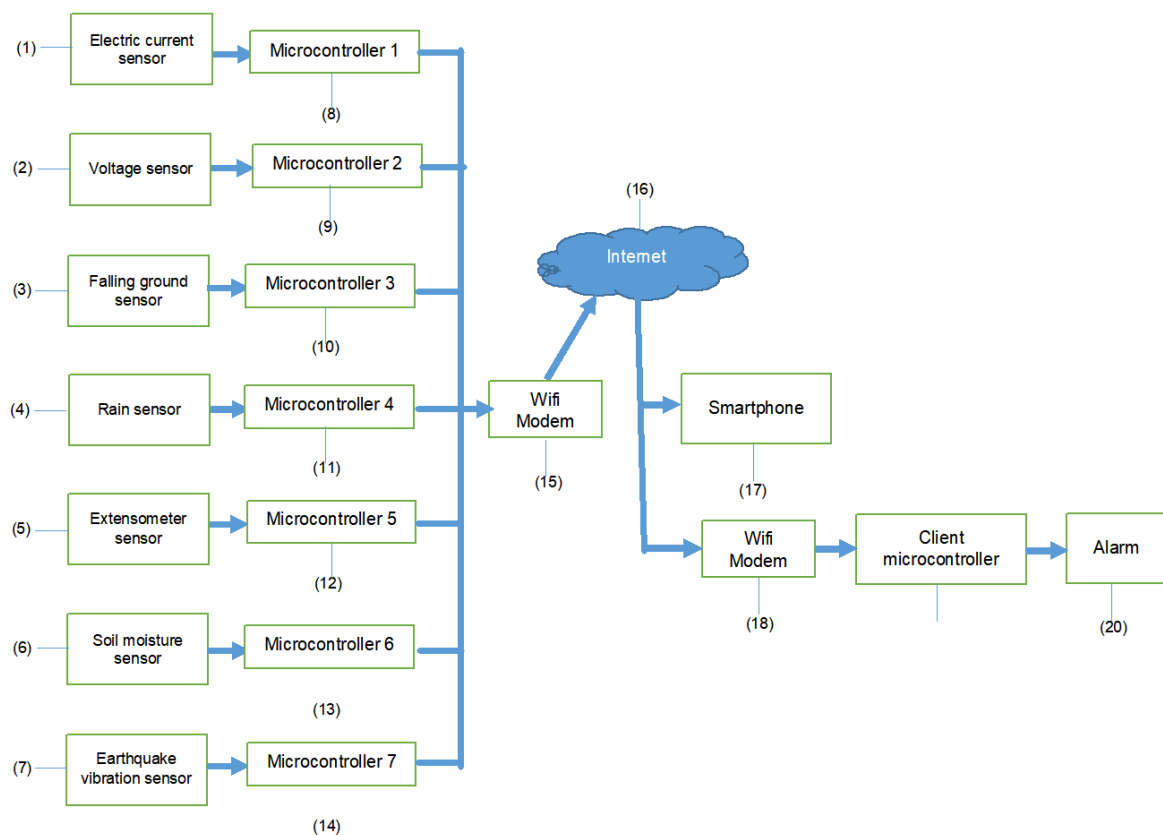 (1)
Electric current
sensor
Microcontroller 1
(8)
(2)
Voltage sensor
Microcontroller 2
(9)
(16)
Internet
(3)
Falling ground
sensor
Microcontroller 3
(10)
(4)
Rain sensor
Microcontroller 4
(11)
Wifi
Modem
(15)
Smartphone
(17)
(5)
Extensometer
sensor
Microcontroller 5
(12)
Wifi
Modem
(18)
Client
microcontroller
Alarm
(20)
(6)
Soil moisture
sensor
Microcontroller 6
(13)
(7)
Earthquake
vibration sensor
Microcontroller 7
(14)